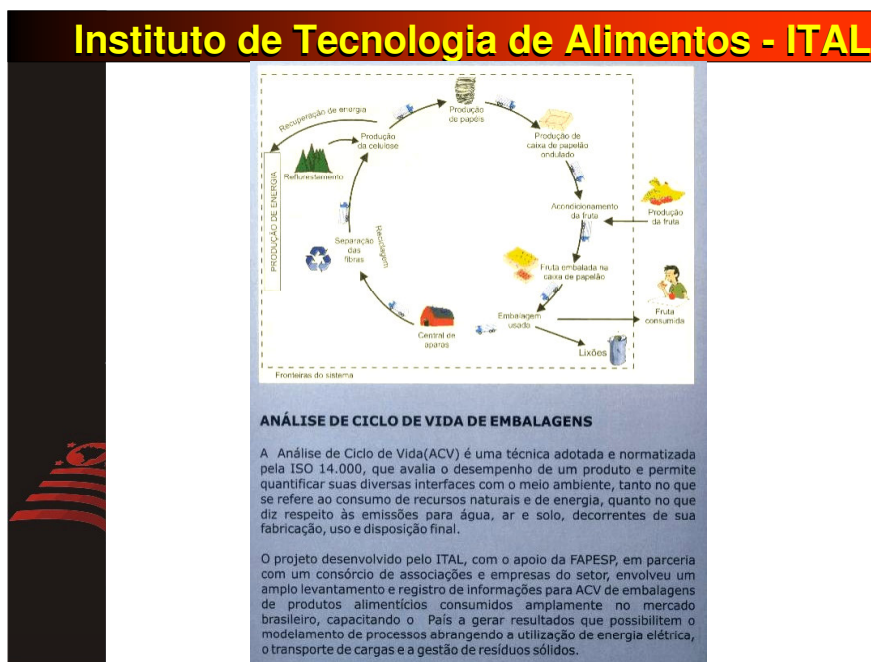 Instituto de Tecnologia de Alimentos - ITAL
Recuperação de energia
Produção
de papéis
Produção
da celulose
Produção de
caixa de papelão
ondulado
Reflorestamento
PRODUÇÃO DE ENERGIA
Acondicionamento
da fruta
Produção
da fruta
Separação
das
fibras
Reciclagem
Fruta embalada na
caixa de papelão
Embalagem
usada
Fruta
consumida
Central de
aparas
Lixões
Fronteiras do sistema
ANÁLISE DE CICLO DE VIDA DE EMBALAGENS
A Análise de Ciclo de Vida(ACV) é uma técnica adotada e normatizada
pela ISO 14.000, que avalia o desempenho de um produto e permite
quantificar suas diversas interfaces com o meio ambiente, tanto no que
se refere ao consumo de recursos naturais e de energia, quanto no que
diz respeito às emissões para água, ar e solo, decorrentes de sua
fabricação, uso e disposição final.
O projeto desenvolvido pelo ITAL, com o apoio da FAPESP, em parceria
com um consórcio de associações e empresas do setor, envolveu um
amplo levantamento e registro de informações para ACV de embalagens
de produtos alimentícios consumidos amplamente no mercado
brasileiro, capacitando o País a gerar resultados que possibilitem o
modelamento de processos abrangendo a utilização de energia elétrica,
o transporte de cargas e a gestão de resíduos sólidos.